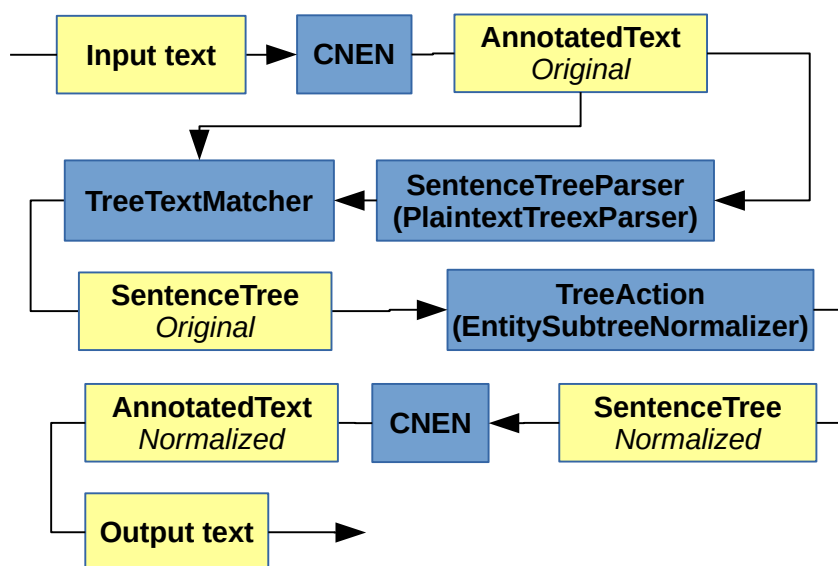 Input text
CNEN
AnnotatedText
Original
TreeTextMatcher
SentenceTreeParser
(PlaintextTreexParser)
SentenceTree
Original
TreeAction
(EntitySubtreeNormalizer)
AnnotatedText
Normalized
CNEN
SentenceTree
Normalized
Output text